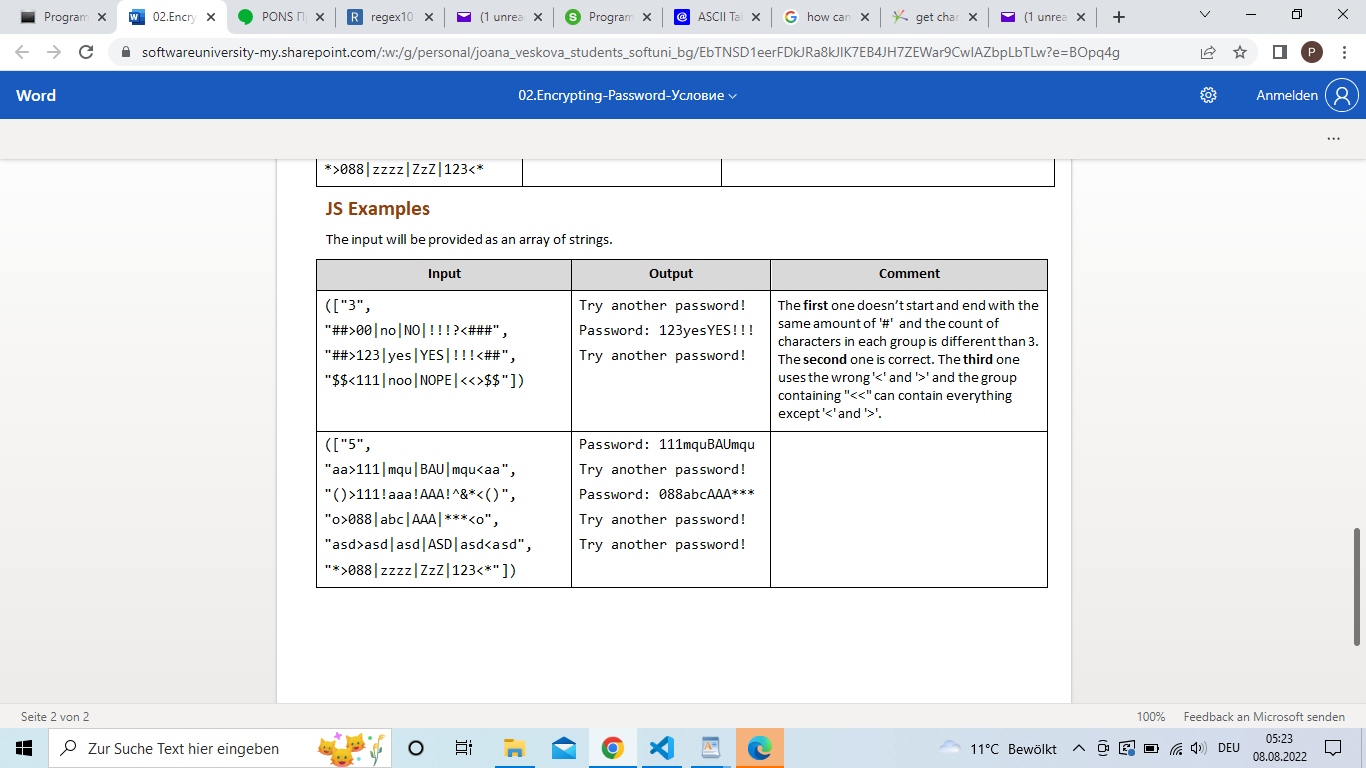 Program
02.Encry
PONS П
regex10
(1 unrea
Program
ASCII Tal
how can
get char
(1 unrea
softwareuniversity-my.sharepoint.com/:w:/g/personal/joana_veskova_students_softuni_bg/EbTNSD1eerFDkJRa8kJIK7EB4JH7ZEWar9CwIAZbpLbTLw?e=BOpq4g
P
Word
02.Encrypting-Password-Условие
Anmelden
*>088|zzzz|ZzZ|123<*
JS Examples
The input will be provided as an array of strings.
Input Output Comment
(["3",
"##>00|no|NO|!!!?<###",
"##>123|yes|YES|!!!<##",
"$$<111|noo|NOPE|<<>$$"])
Try another password!
Password: 123yesYES!!!
Try another password!
The first one doesn't start and end with the
same amount of '#' and the count of
characters in each group is different than 3.
The second one is correct. The third one
uses the wrong '<' and '>' and the group
containing "<<" can contain everything
except '<' and '>'.
(["5",
"aa>111|mqu|BAU|mqu<aa",
"()>111!aaa!AAA!^&*<()",
"o>088|abc|AAA|***<o",
"asd>asd|asd|ASD|asd<asd",
"*>088|zzzz|ZzZ|123<*"])
Password: 111mquBAUmqu
Try another password!
Password: 088abcAAA***
Try another password!
Try another password!
Seite 2 von 2
100% Feedback an Microsoft senden
Zur Suche Text hier eingeben
11°C Bewölkt
DEU
05:23
08.08.2022